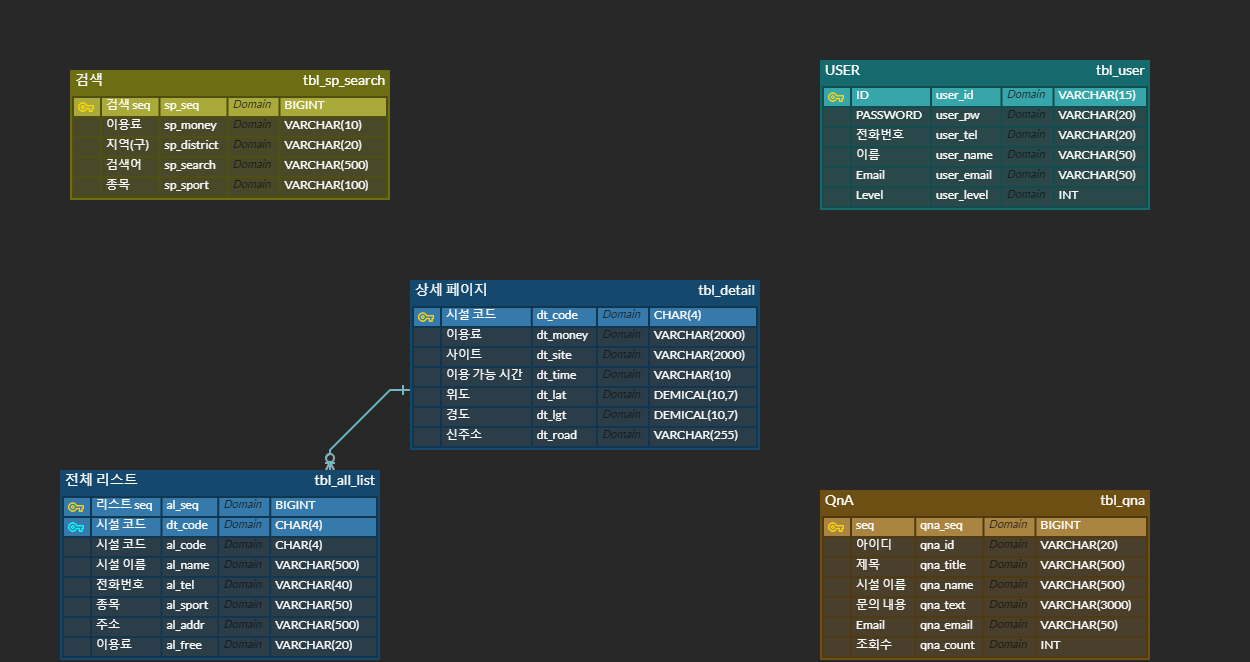 검색 tbl_sp_search
검색 seq sp_seq Domain BIGINT
이용료 sp_money Domain VARCHAR(10)
지역(구) sp_district Domain VARCHAR(20)
검색어 sp_search Domain VARCHAR(500)
종목 sp_sport Domain VARCHAR(100)
USER tbl_user
ID user_id Domain VARCHAR(15)
PASSWORD user_pw Domain VARCHAR(20)
전화번호 user_tel Domain VARCHAR(20)
이름 user_name Domain VARCHAR(50)
Email user_email Domain VARCHAR(50)
Level user_level Domain INT
상세 페이지 tbl_detail
시설 코드 dt_code Domain CHAR(4)
이용료 dt_money Domain VARCHAR(2000)
사이트 dt_site Domain VARCHAR(2000)
이용 가능 시간 dt_time Domain VARCHAR(10)
위도 dt_lat Domain DEMICAL(10,7)
경도 dt_lgt Domain DEMICAL(10,7)
신주소 dt_road Domain VARCHAR(255)
전체 리스트 tbl_all_list
리스트 seq al_seq Domain BIGINT
시설 코드 dt_code Domain CHAR(4)
시설 코드 al_code Domain CHAR(4)
시설 이름 al_name Domain VARCHAR(500)
전화번호 al_tel Domain VARCHAR(40)
종목 al_sport Domain VARCHAR(50)
주소 al_addr Domain VARCHAR(500)
이용료 al_free Domain VARCHAR(20)
QnA tbl_qna
seq qna_seq Domain BIGINT
아이디 qna_id Domain VARCHAR(20)
제목 qna_title Domain VARCHAR(500)
시설 이름 qna_name Domain VARCHAR(500)
문의 내용 qna_text Domain VARCHAR(3000)
Email qna_email Domain VARCHAR(50)
조회수 qna_count Domain INT